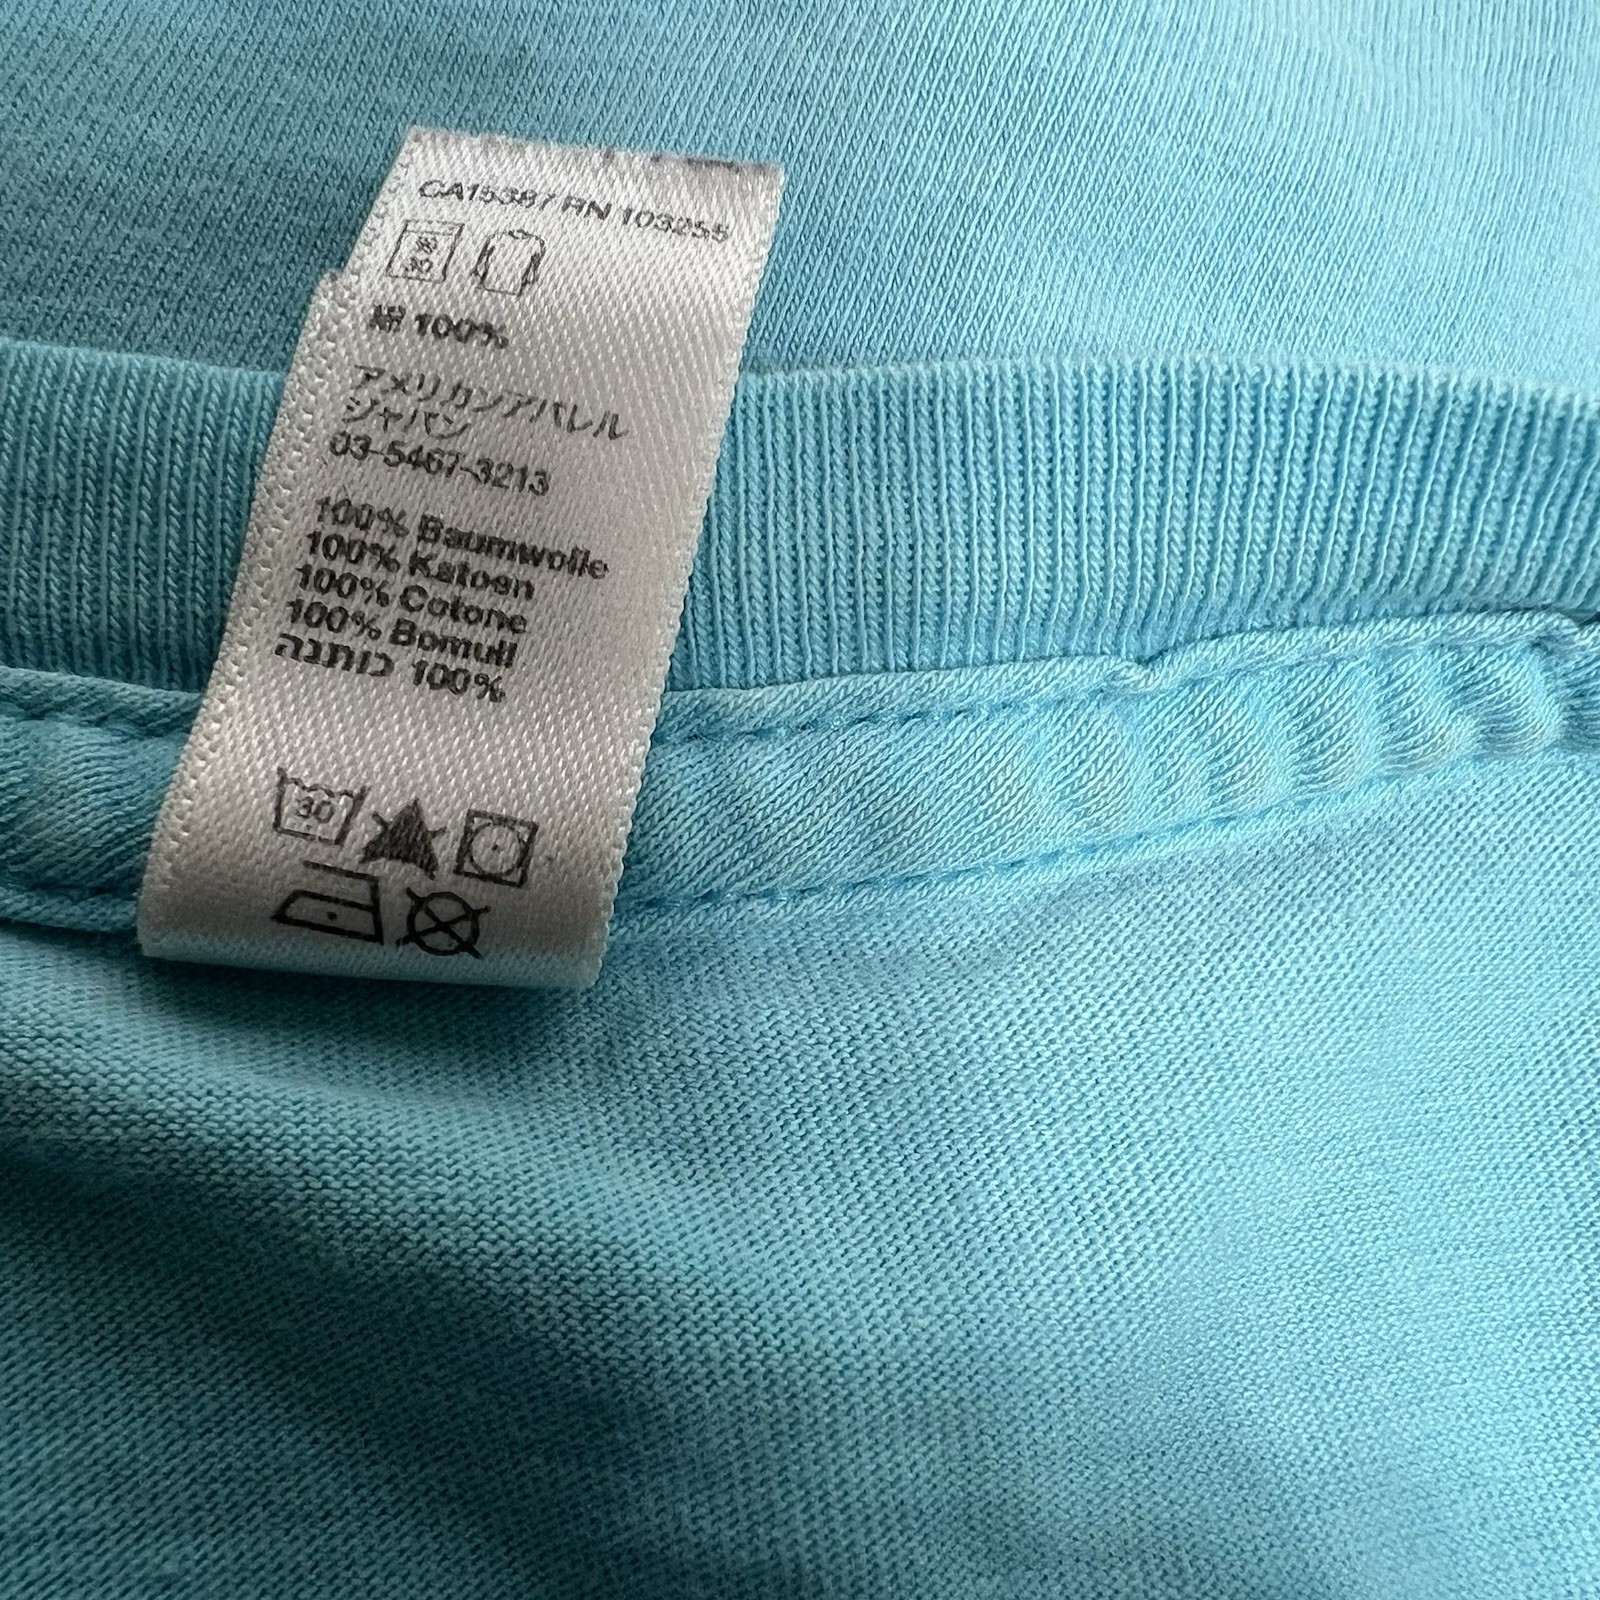 CA15387 RN 103255
30
綿 100%
アメリカンアパレル
ジャパン
03-5467-3213
100% Baumwolle
100% Katoen
100% Cotone
100% Bomull
100% כותנה
30